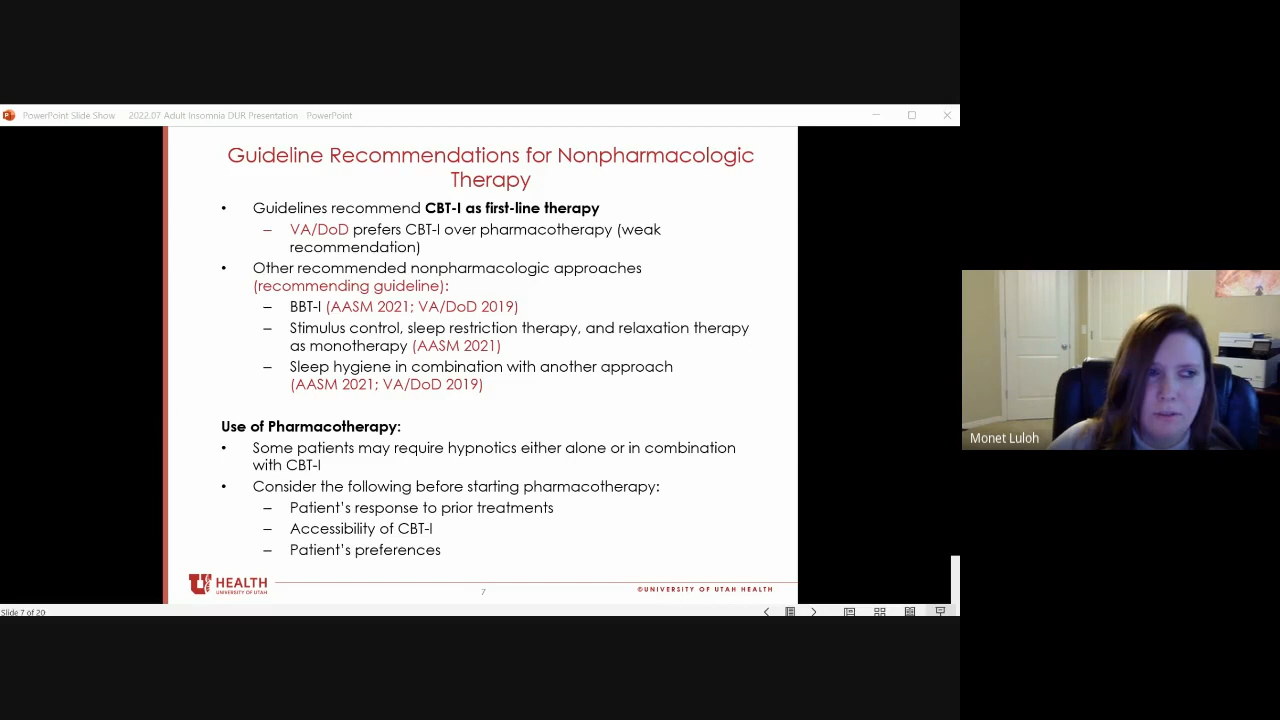 PowerPoint Slide Show 2022.07 Adult Insomnia DUR Presentation - PowerPoint
Guideline Recommendations for Nonpharmacologic
Therapy
• Guidelines recommend CBT-I as first-line therapy
– VA/DoD prefers CBT-I over pharmacotherapy (weak
recommendation)
• Other recommended nonpharmacologic approaches
(recommending guideline):
– BBT-I (AASM 2021; VA/DoD 2019)
– Stimulus control, sleep restriction therapy, and relaxation therapy
as monotherapy (AASM 2021)
– Sleep hygiene in combination with another approach
(AASM 2021; VA/DoD 2019)
Use of Pharmacotherapy:
• Some patients may require hypnotics either alone or in combination
with CBT-I
• Consider the following before starting pharmacotherapy:
– Patient's response to prior treatments
– Accessibility of CBT-I
– Patient's preferences
U HEALTH
UNIVERSITY OF UTAH
7
©UNIVERSITY OF UTAH HEALTH
Slide 7 of 20
Monet Luloh